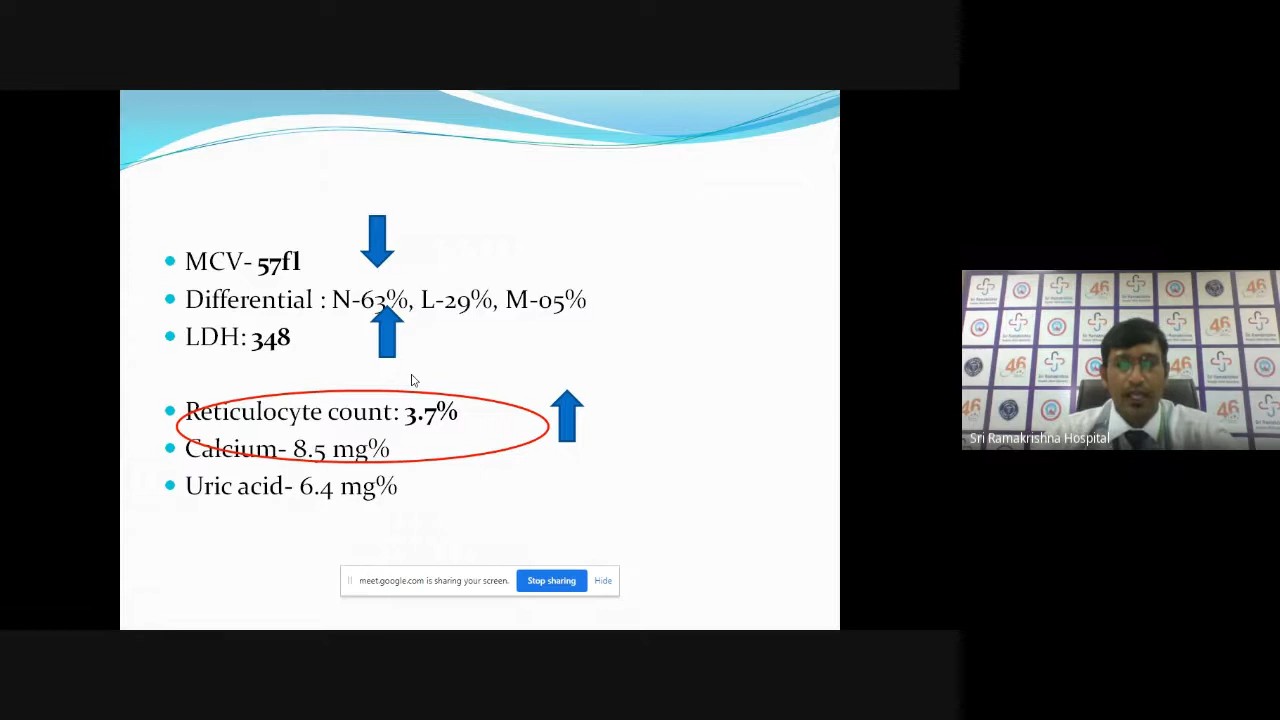 MCV- 57fl
Differential : N-63%, L-29%, M-05%
LDH: 348
Reticulocyte count: 3.7%
Calcium- 8.5 mg%
Uric acid- 6.4 mg%
meet.google.com is sharing your screen. Stop sharing Hide
Sri Ramakrishna Hospital